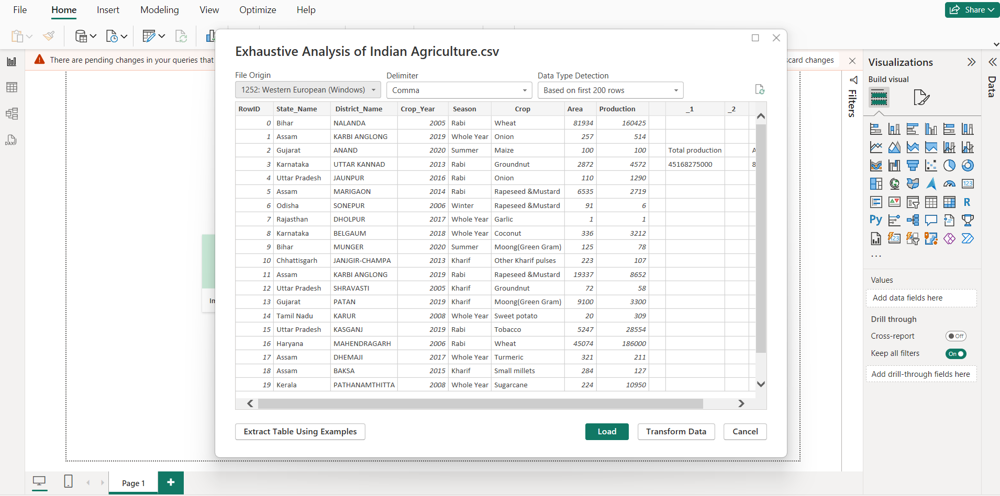 File Home Insert Modeling View Optimize Help Share
There are pending changes in your queries that
card changes
Exhaustive Analysis of Indian Agriculture.csv
File Origin Delimiter Data Type Detection
1252: Western European (Windows) Comma Based on first 200 rows
RowID State_Name District_Name Crop_Year Season Crop Area Production _1 _2
0 Bihar NALANDA 2005 Rabi Wheat 81934 160425
1 Assam KARBI ANGLONG 2019 Whole Year Onion 257 514
2 Gujarat ANAND 2020 Summer Maize 100 100 Total production A
3 Karnataka UTTAR KANNAD 2013 Rabi Groundnut 2872 4572 45168275000 8
4 Uttar Pradesh JAUNPUR 2016 Rabi Onion 110 1290
5 Assam MARIGAON 2014 Rabi Rapeseed &Mustard 6535 2719
6 Odisha SONEPUR 2006 Winter Rapeseed &Mustard 91 6
7 Rajasthan DHOLPUR 2017 Whole Year Garlic 1 1
8 Karnataka BELGAUM 2018 Whole Year Coconut 336 3212
9 Bihar MUNGER 2020 Summer Moong(Green Gram) 125 78
10 Chhattisgarh JANJGIR-CHAMPA 2013 Kharif Other Kharif pulses 223 107
11 Assam KARBI ANGLONG 2019 Rabi Rapeseed &Mustard 19337 8652
12 Uttar Pradesh SHRAVASTI 2005 Kharif Groundnut 72 58
13 Gujarat PATAN 2019 Kharif Moong(Green Gram) 9100 3300
14 Tamil Nadu KARUR 2008 Whole Year Sweet potato 20 309
15 Uttar Pradesh KASGANJ 2019 Rabi Tobacco 5247 28554
16 Haryana MAHENDRAGARH 2006 Rabi Wheat 45074 186000
17 Assam DHEMAJI 2017 Whole Year Turmeric 321 211
18 Assam BAKSA 2015 Kharif Small millets 284 127
19 Kerala PATHANAMTHITTA 2008 Whole Year Sugarcane 224 10950
Extract Table Using Examples Load Transform Data Cancel
Im
DAX
Filters
Visualizations
Build visual
123
R
Py
123
...
Values
Add data fields here
Drill through
Cross-report Off
Keep all filters On
Add drill-through fields here
Data
Page 1 +